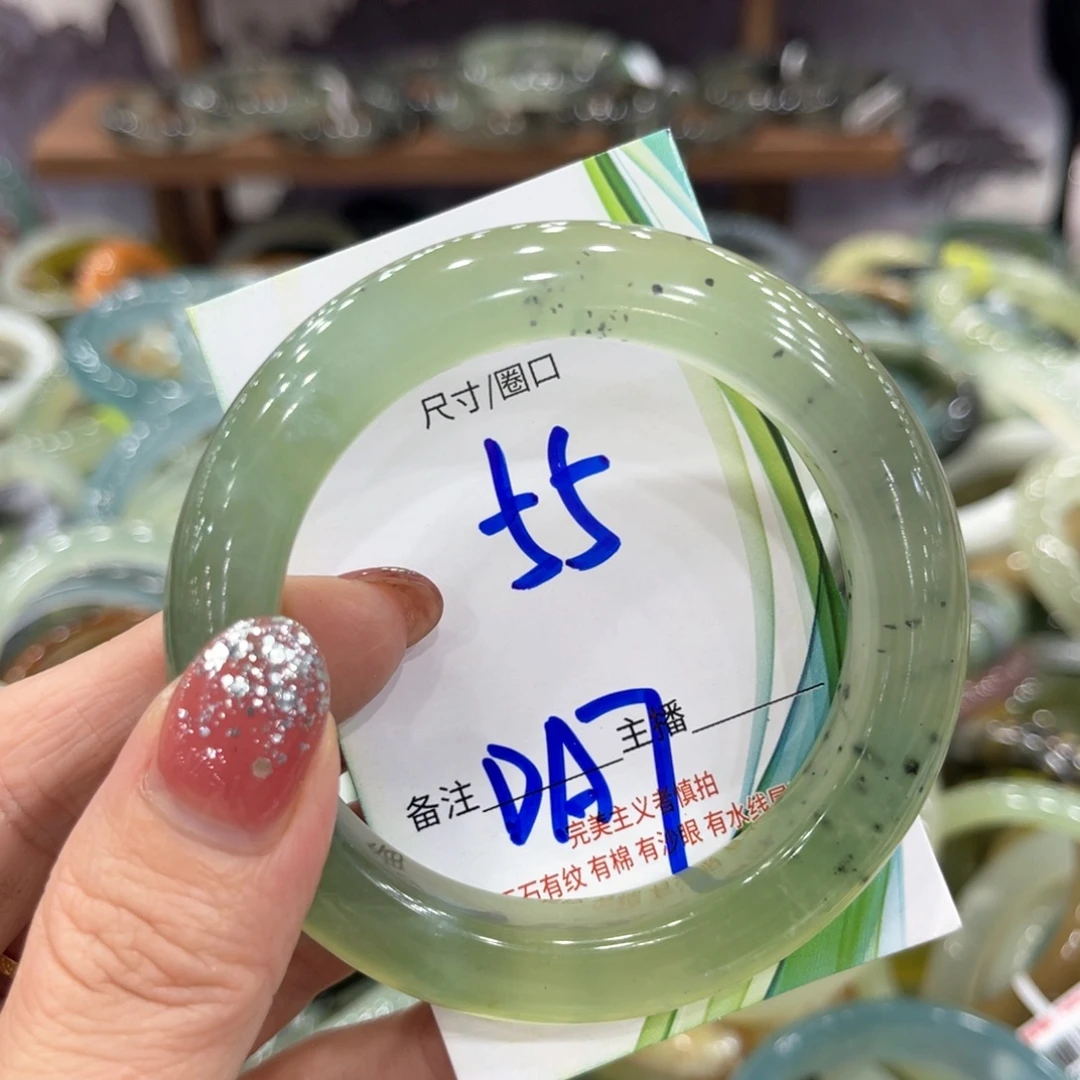 尺寸/圈口
55
主播
备注 DA7
完美主义者慎拍
石有纹 有棉 有沙眼 有水线